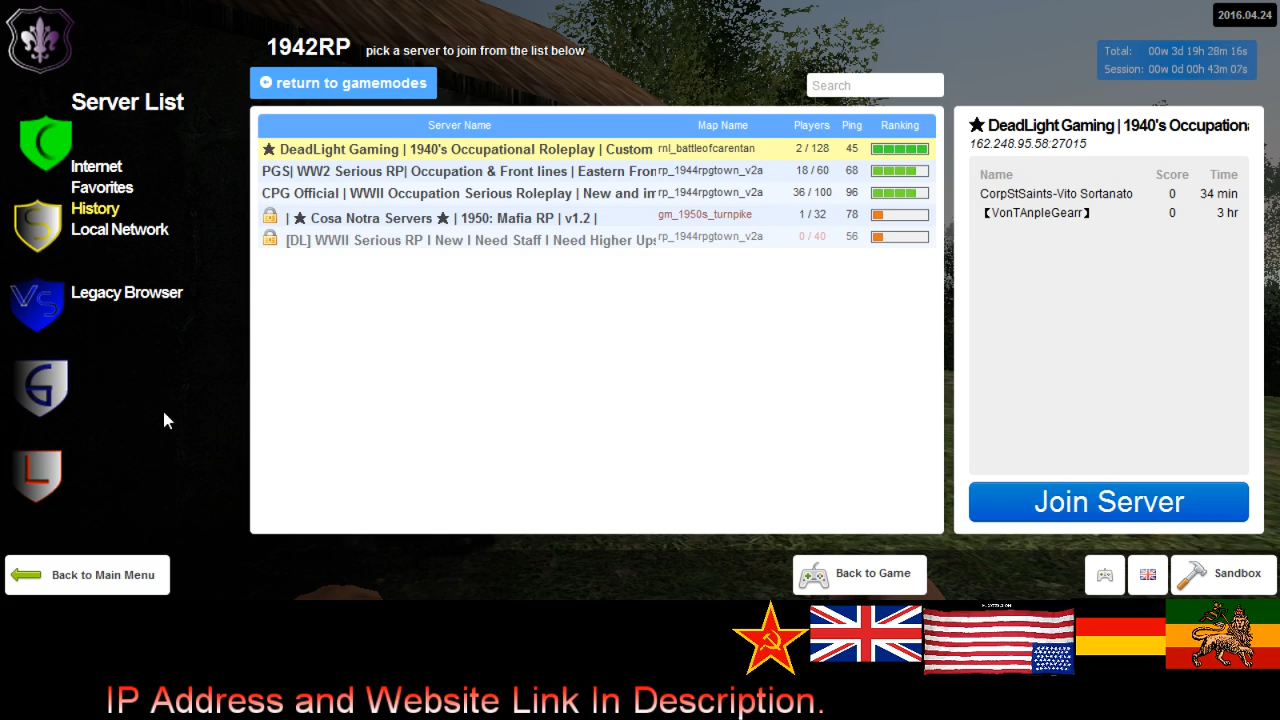 2016.04.24
1942RP pick a server to join from the list below
Total: 00w 3d 19h 28m 16s
Session: 00w 0d 00h 43m 07s
return to gamemodes
Search
Server List
Internet
Favorites
History
Local Network
Legacy Browser
VS
G
L
Server Name Map Name Players Ping Ranking
★ DeadLight Gaming | 1940's Occupational Roleplay | Custom rnl_battleofcarentan 2 / 128 45
PGS| WW2 Serious RP| Occupation & Front lines | Eastern Fron rp_1944rpgtown_v2a 18 / 60 68
CPG Official | WWII Occupation Serious Roleplay | New and im rp_1944rpgtown_v2a 36 / 100 96
| ★ Cosa Notra Servers ★ | 1950: Mafia RP | v1.2 | gm_1950s_turnpike 1 / 32 78
[DL] WWII Serious RP I New I Need Staff I Need Higher Ups rp_1944rpgtown_v2a 0 / 40 56
★ DeadLight Gaming | 1940's Occupationa
162.248.95.58:27015
Name Score Time
CorpStSaints-Vito Sortanato 0 34 min
【VonTAnpleGearr】 0 3 hr
Join Server
Back to Main Menu
Back to Game
Sandbox
IP Address and Website Link In Description.